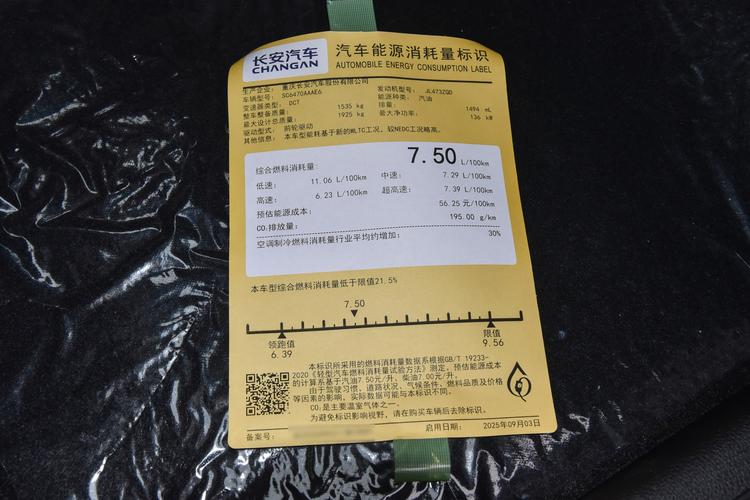 长安汽车
CHANGAN
汽车能源消耗量标识
AUTOMOBILE ENERGY CONSUMPTION LABEL
生产企业: 重庆长安汽车股份有限公司
车辆型号: SC6470AAAE6 发动机型号: JL473ZQD
变速器类型: DCT 能源种类: 汽油
整车整备质量: 1535 kg 排量: 1494 mL
最大设计总质量: 1925 kg 最大净功率: 136 kW
驱动型式: 前轮驱动
其他信息: 本车型能耗基于新的WLTC工况, 较NEDC工况略高。
综合燃料消耗量: 7.50 L/100km
低速: 11.06 L/100km 中速: 7.29 L/100km
高速: 6.23 L/100km 超高速: 7.39 L/100km
预估能源成本: 56.25 元/100km
CO₂排放量: 195.00 g/km
空调制冷燃料消耗量行业平均约增加: 30%
本车型综合燃料消耗量低于限值21.5%
7.50
领跑值 限值
6.39 9.56
本标识所采用的燃料消耗量数据系根据GB/T 19233-
2020《轻型汽车燃料消耗量试验方法》测定, 预估能源成本
的计算系基于汽油7.50元/升、柴油7.00元/升。
由于驾驶习惯、道路状况、气候条件、燃料品质及价格
等因素的影响, 实际数据可能与本标识不同。
CO₂是主要温室气体之一。
为避免标识影响视野, 请在购买车辆后去除标识。
备案号: 启用日期: 2025年09月03日